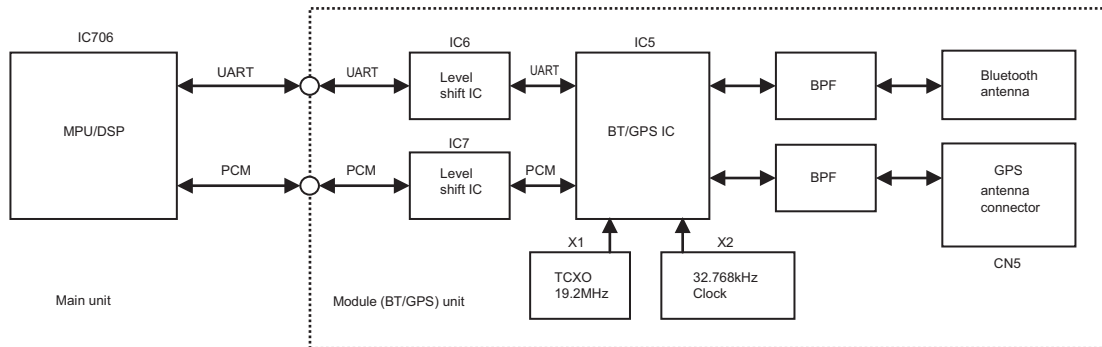 IC706
IC6
IC5
UART
UART
Level
shift IC
UART
BPF
Bluetooth
antenna
MPU/DSP
BT/GPS IC
IC7
PCM
PCM
Level
shift IC
PCM
BPF
GPS
antenna
connector
X1
X2
CN5
TCXO
19.2MHz
32.768kHz
Clock
Main unit
Module (BT/GPS) unit